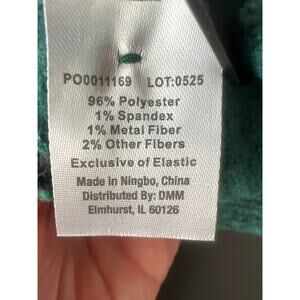 PO0011169 LOT:0525
96% Polyester
1% Spandex
1% Metal Fiber
2% Other Fibers
Exclusive of Elastic
Made in Ningbo, China
Distributed By: DMM
Elmhurst, IL 60126